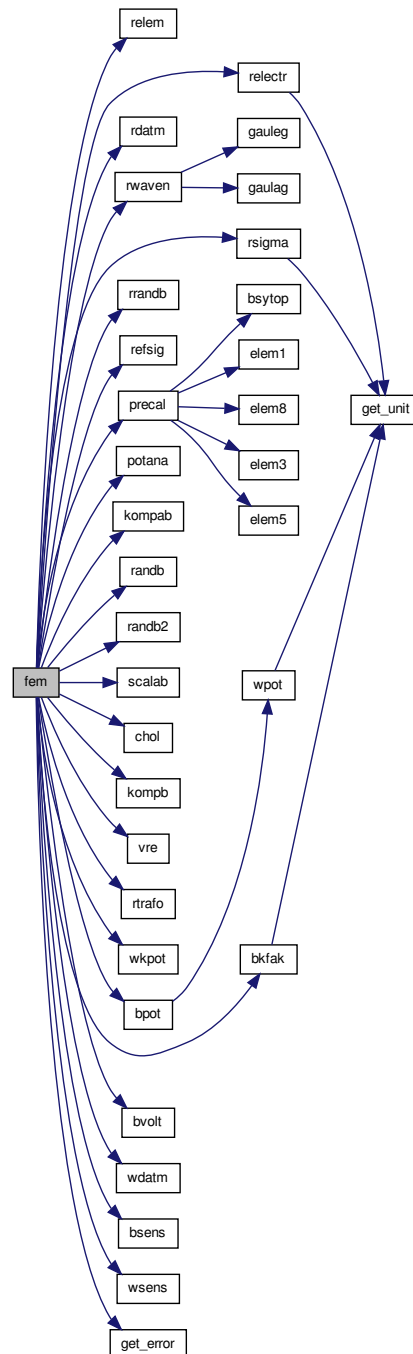 relem
relectr
rdatm
gauleg
rwaven
gaulag
rsigma
rrandb
bsytop
refsig
elem1
precal
elem8
get_unit
potana
elem3
kompab
elem5
randb
randb2
fem
scalab
wpot
chol
kompb
vre
rtrafo
wkpot
bkfak
bpot
bvolt
wdatm
bsens
wsens
get_error